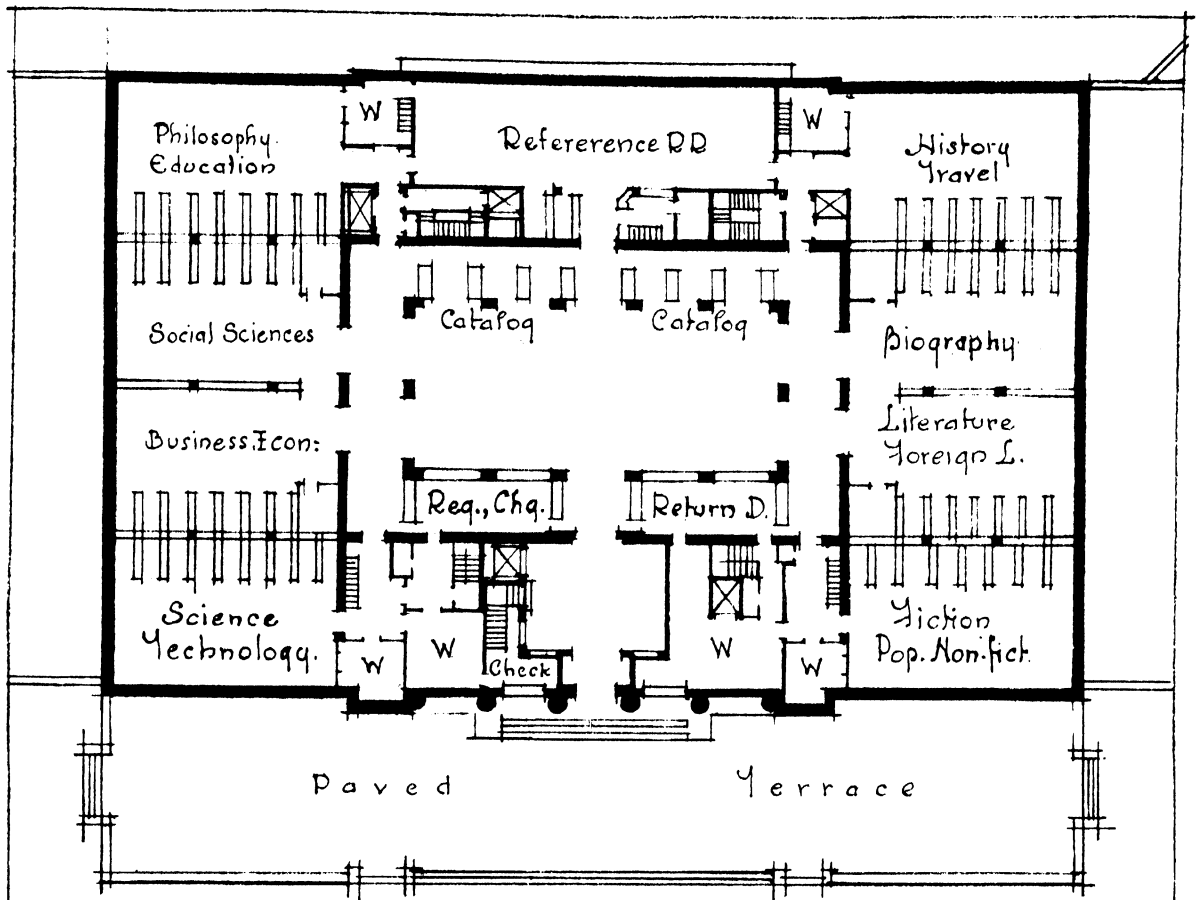 W
W
Philosophy.
Education
Refererence RD
History
Travel
Catalog
Catalog
Social Sciences
Biography
Business. Econ:
Literature
Foreign L.
Req., Chg.
Return D.
Science
Technology.
Fiction
Pop. Non. fict.
W
W
Check
W
W
Paved Terrace